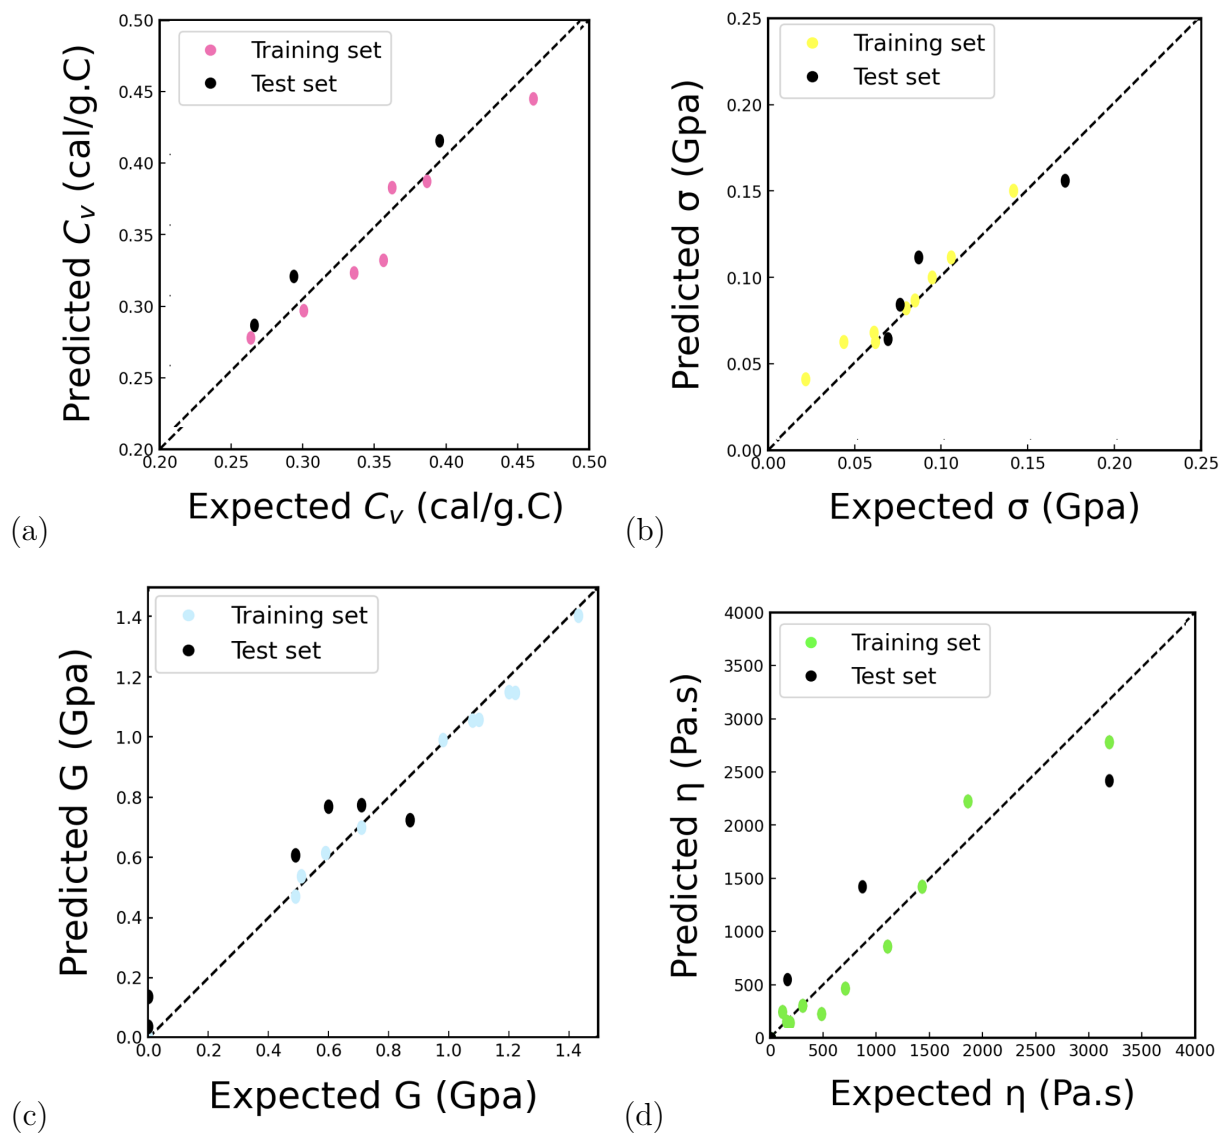 0.50
0.45
0.40
0.35
0.30
0.25
0.20
Predicted Cᵥ (cal/g.C)
Training set
Test set
0.20 0.25 0.30 0.35 0.40 0.45 0.50
Expected Cᵥ (cal/g.C)
(a)
0.25
0.20
0.15
0.10
0.05
0.00
Predicted σ (Gpa)
Training set
Test set
0.00 0.05 0.10 0.15 0.20 0.25
Expected σ (Gpa)
(b)
1.4
1.2
1.0
0.8
0.6
0.4
0.2
0.0
Predicted G (Gpa)
Training set
Test set
0.0 0.2 0.4 0.6 0.8 1.0 1.2 1.4
Expected G (Gpa)
(c)
4000
3500
3000
2500
2000
1500
1000
500
0
Predicted η (Pa.s)
Training set
Test set
0 500 1000 1500 2000 2500 3000 3500 4000
Expected η (Pa.s)
(d)